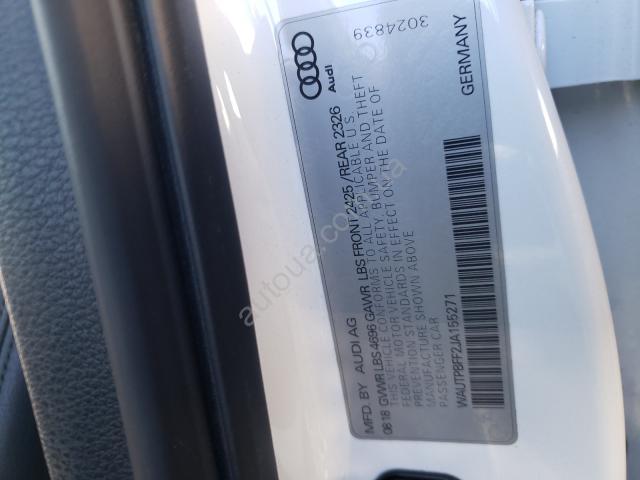 MFD. BY AUDI AG Audi
08 18 GVWR LBS 4696 GAWR LBS FRONT 2425 / REAR 2326
THIS VEHICLE CONFORMS TO ALL APPLICABLE U.S.
FEDERAL MOTOR VEHICLE SAFETY, BUMPER AND THEFT
PREVENTION STANDARDS IN EFFECT ON THE DATE OF
MANUFACTURE SHOWN ABOVE
PASSENGER CAR
WAUTPBFF2JA155271 GERMANY
3024839
autoua.com.ua